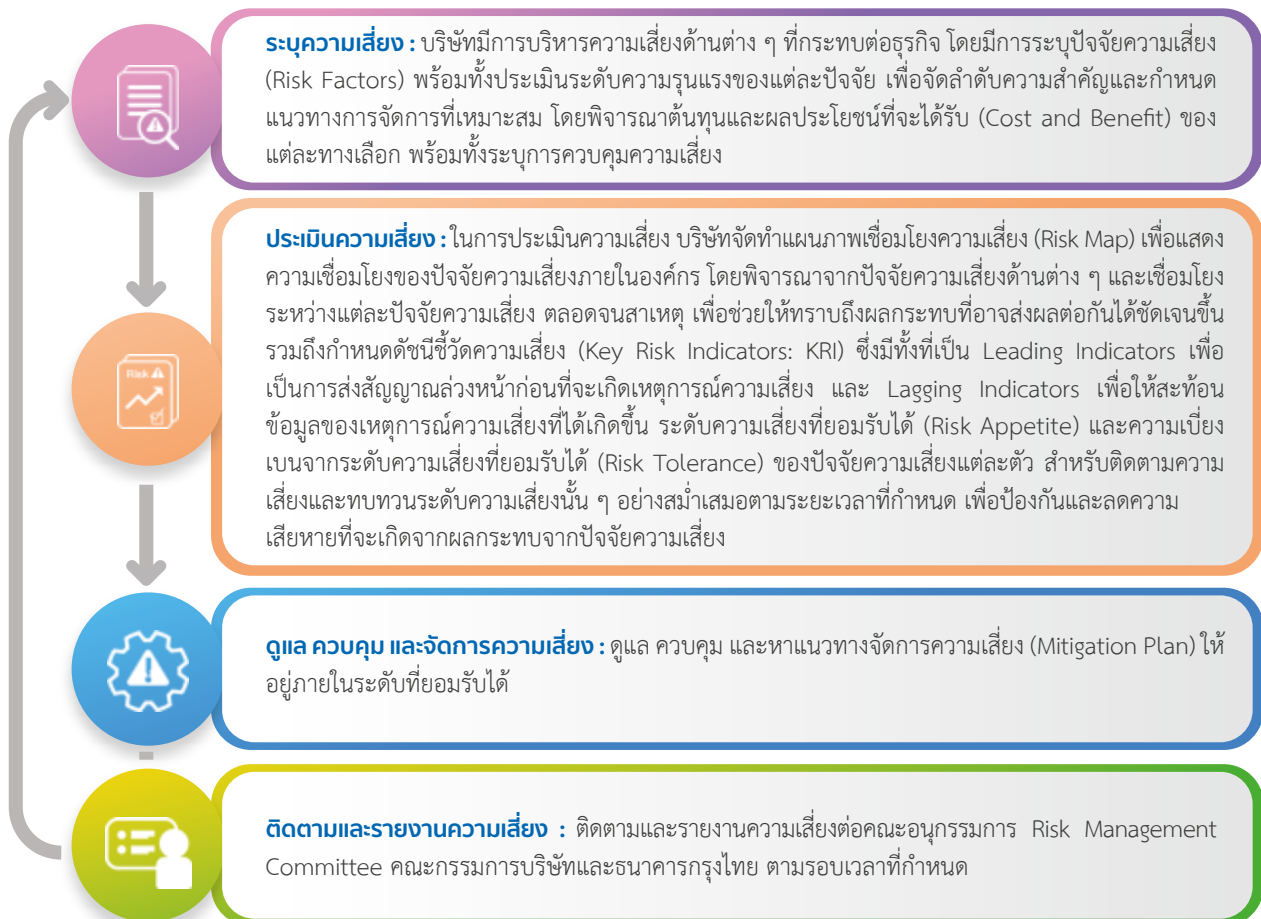 ระบุความเสี่ยง : บริษัทมีการบริหารความเสี่ยงด้านต่าง ๆ ที่กระทบต่อธุรกิจ โดยมีการระบุปัจจัยความเสี่ยง
(Risk Factors) พร้อมทั้งประเมินระดับความรุนแรงของแต่ละปัจจัย เพื่อจัดลำดับความสำคัญและกำหนด
แนวทางการจัดการที่เหมาะสม โดยพิจารณาต้นทุนและผลประโยชน์ที่จะได้รับ (Cost and Benefit) ของ
แต่ละทางเลือก พร้อมทั้งระบุการควบคุมความเสี่ยง
ประเมินความเสี่ยง : ในการประเมินความเสี่ยง บริษัทจัดทำแผนภาพเชื่อมโยงความเสี่ยง (Risk Map) เพื่อแสดง
ความเชื่อมโยงของปัจจัยความเสี่ยงภายในองค์กร โดยพิจารณาจากปัจจัยความเสี่ยงด้านต่าง ๆ และเชื่อมโยง
ระหว่างแต่ละปัจจัยความเสี่ยง ตลอดจนสาเหตุ เพื่อช่วยให้ทราบถึงผลกระทบที่อาจส่งผลต่อกันได้ชัดเจนขึ้น
รวมถึงกำหนดดัชนีชี้วัดความเสี่ยง (Key Risk Indicators: KRI) ซึ่งมีทั้งที่เป็น Leading Indicators เพื่อ
เป็นการส่งสัญญาณล่วงหน้าก่อนที่จะเกิดเหตุการณ์ความเสี่ยง และ Lagging Indicators เพื่อให้สะท้อน
ข้อมูลของเหตุการณ์ความเสี่ยงที่ได้เกิดขึ้น ระดับความเสี่ยงที่ยอมรับได้ (Risk Appetite) และความเบี่ยง
เบนจากระดับความเสี่ยงที่ยอมรับได้ (Risk Tolerance) ของปัจจัยความเสี่ยงแต่ละตัว สำหรับติดตามความ
เสี่ยงและทบทวนระดับความเสี่ยงนั้น ๆ อย่างสม่ำเสมอตามระยะเวลาที่กำหนด เพื่อป้องกันและลดความ
เสียหายที่จะเกิดจากผลกระทบจากปัจจัยความเสี่ยง
Risk
ดูแล ควบคุม และจัดการความเสี่ยง : ดูแล ควบคุม และหาแนวทางจัดการความเสี่ยง (Mitigation Plan) ให้
อยู่ภายในระดับที่ยอมรับได้
ติดตามและรายงานความเสี่ยง : ติดตามและรายงานความเสี่ยงต่อคณะอนุกรรมการ Risk Management
Committee คณะกรรมการบริษัทและธนาคารกรุงไทย ตามรอบเวลาที่กำหนด